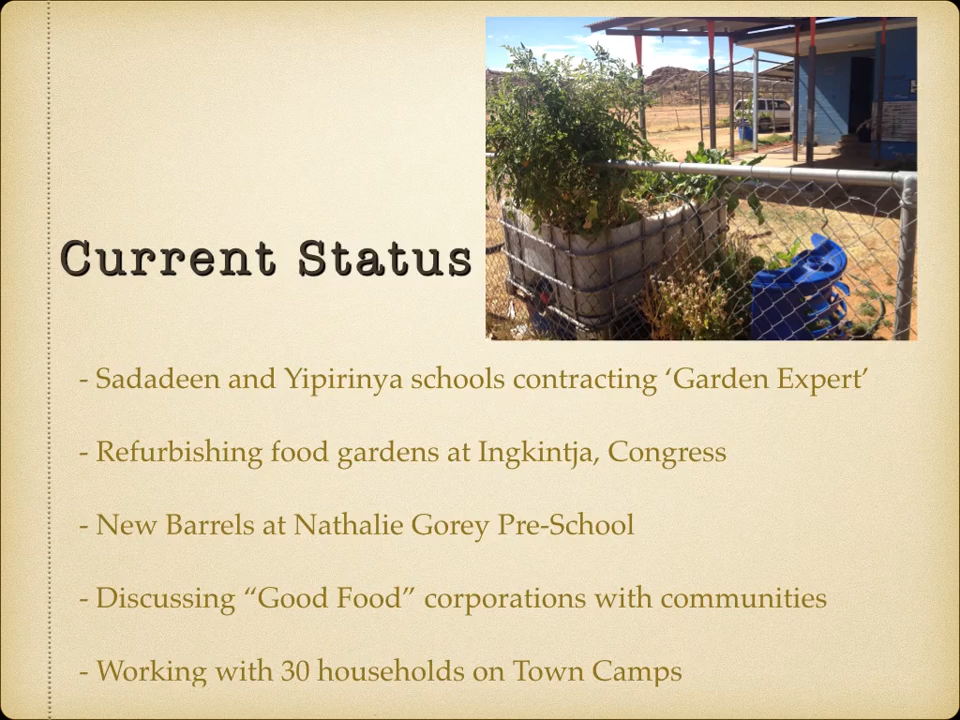 Current Status
- Sadadeen and Yipirinya schools contracting ‘Garden Expert’
- Refurbishing food gardens at Ingkintja, Congress
- New Barrels at Nathalie Gorey Pre-School
- Discussing “Good Food” corporations with communities
- Working with 30 households on Town Camps